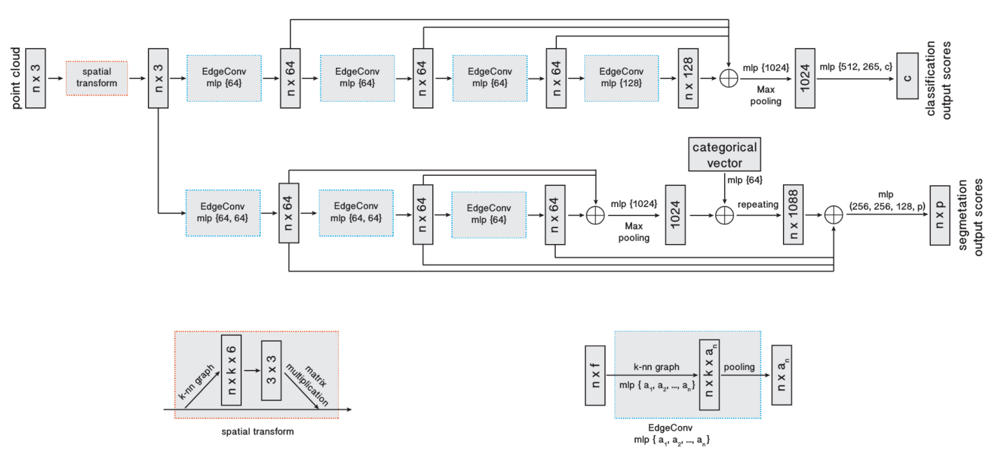 point cloud
n x 3
spatial
transform
n x 3
EdgeConv
mlp {64}
n x 64
EdgeConv
mlp {64}
n x 64
EdgeConv
mlp {64}
n x 64
EdgeConv
mlp {128}
n x 128
mlp {1024}
Max
pooling
1024
mlp {512, 265, c}
c
classification
output scores
EdgeConv
mlp {64, 64}
n x 64
EdgeConv
mlp {64, 64}
n x 64
EdgeConv
mlp {64}
n x 64
mlp {1024}
Max
pooling
1024
categorical
vector
mlp {64}
repeating
n x 1088
mlp
(256, 256, 128, p)
n x p
segmetation
output scores
k-nn graph
n x k x 6
3 x 3
matrix
multiplication
spatial transform
n x f
k-nn graph
mlp { a₁, a₂, ..., aₙ}
n x k x aₙ
pooling
n x aₙ
EdgeConv
mlp { a₁, a₂, ..., aₙ}